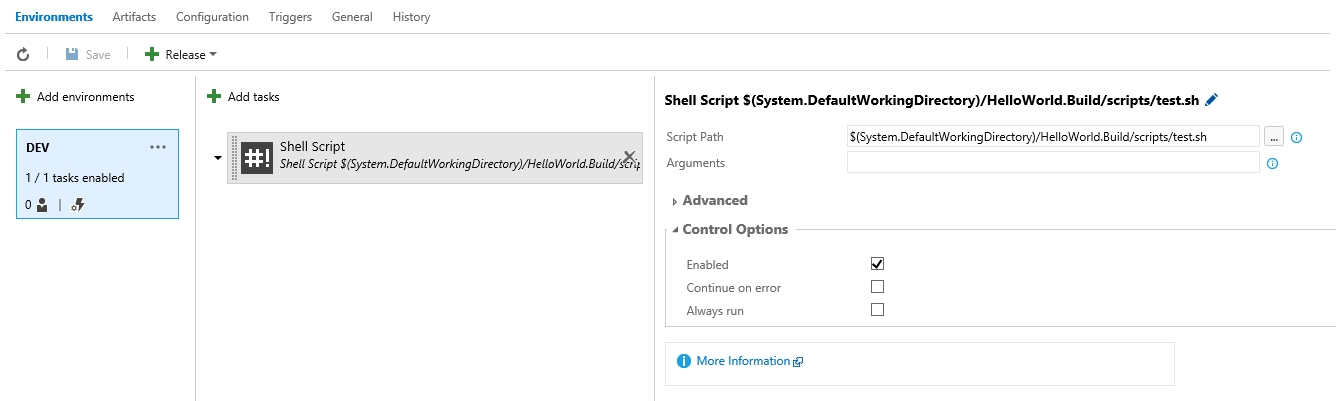 Environments Artifacts Configuration Triggers General History
Save Release
Add environments
DEV ...
1 / 1 tasks enabled
0
Add tasks
#! Shell Script
Shell Script $(System.DefaultWorkingDirectory)/HelloWorld.Build/scrip
Shell Script $(System.DefaultWorkingDirectory)/HelloWorld.Build/scripts/test.sh
Script Path $(System.DefaultWorkingDirectory)/HelloWorld.Build/scripts/test.sh ...
Arguments
Advanced
Control Options
Enabled
Continue on error
Always run
More Information